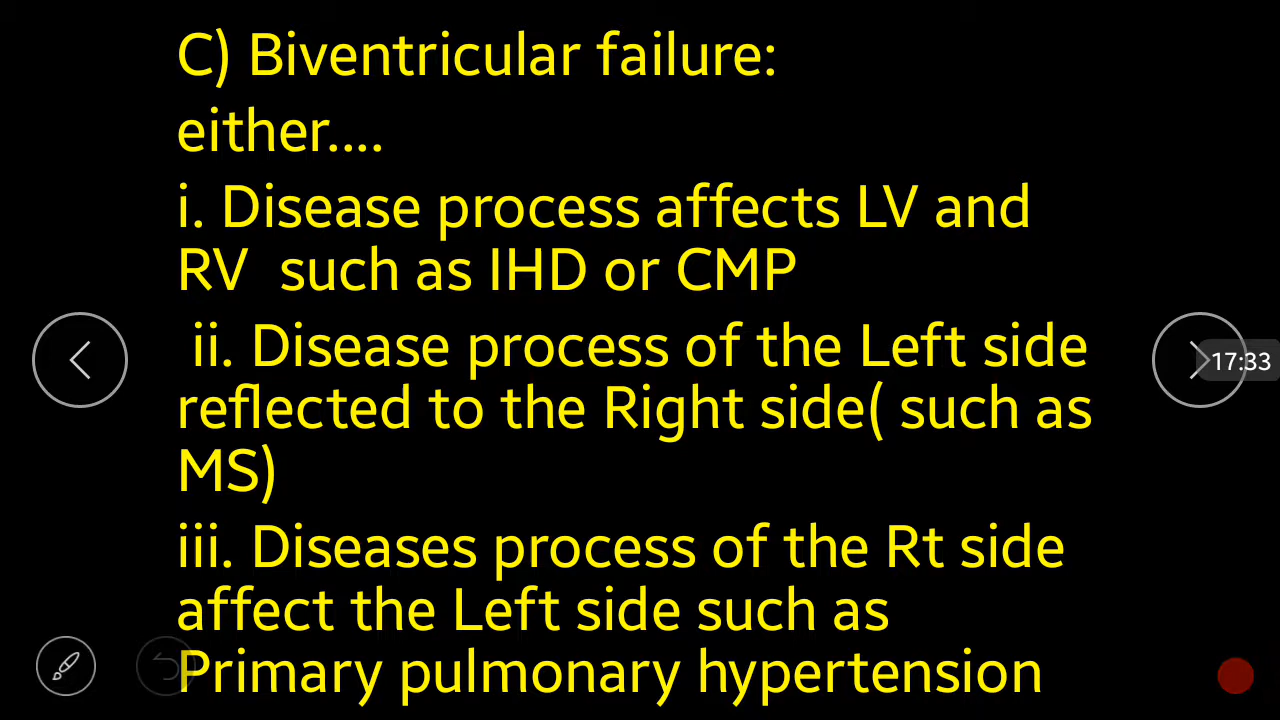 C) Biventricular failure:
either....
i. Disease process affects LV and
RV  such as IHD or CMP
ii. Disease process of the Left side
reflected to the Right side( such as
MS)
iii. Diseases process of the Rt side
affect the Left side such as
Primary pulmonary hypertension
17:33